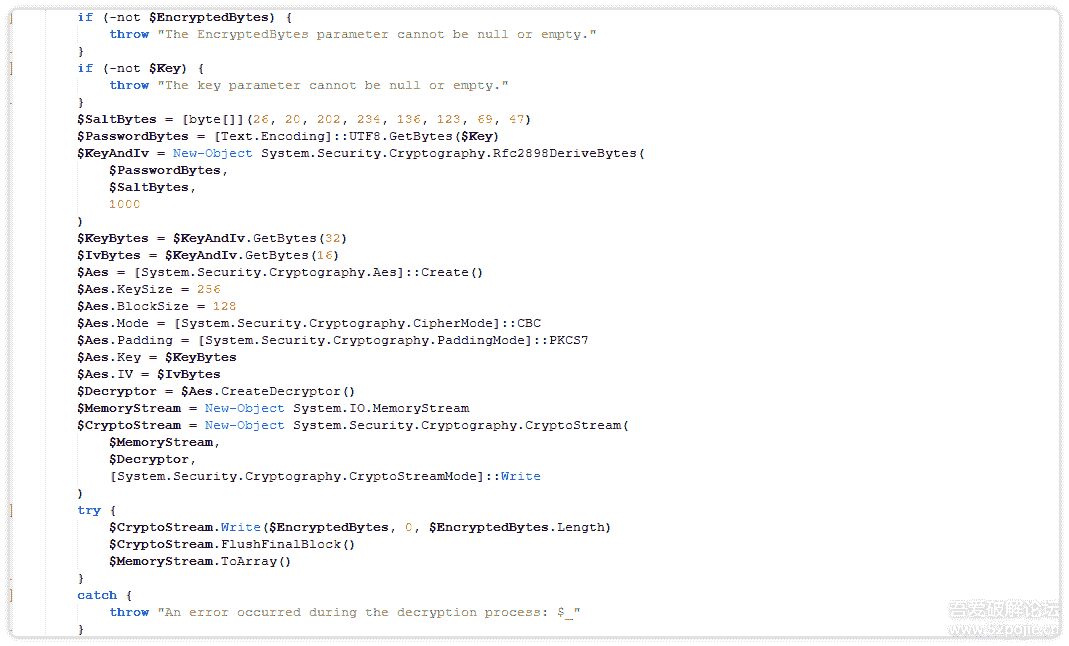 if (-not $EncryptedBytes) {
throw "The EncryptedBytes parameter cannot be null or empty."
}
if (-not $Key) {
throw "The key parameter cannot be null or empty."
}
$SaltBytes = [byte[]](26, 20, 202, 234, 136, 123, 69, 47)
$PasswordBytes = [Text.Encoding]::UTF8.GetBytes($Key)
$KeyAndIv = New-Object System.Security.Cryptography.Rfc2898DeriveBytes(
$PasswordBytes,
$SaltBytes,
1000
)
$KeyBytes = $KeyAndIv.GetBytes(32)
$IvBytes = $KeyAndIv.GetBytes(16)
$Aes = [System.Security.Cryptography.Aes]::Create()
$Aes.KeySize = 256
$Aes.BlockSize = 128
$Aes.Mode = [System.Security.Cryptography.CipherMode]::CBC
$Aes.Padding = [System.Security.Cryptography.PaddingMode]::PKCS7
$Aes.Key = $KeyBytes
$Aes.IV = $IvBytes
$Decryptor = $Aes.CreateDecryptor()
$MemoryStream = New-Object System.IO.MemoryStream
$CryptoStream = New-Object System.Security.Cryptography.CryptoStream(
$MemoryStream,
$Decryptor,
[System.Security.Cryptography.CryptoStreamMode]::Write
)
try {
$CryptoStream.Write($EncryptedBytes, 0, $EncryptedBytes.Length)
$CryptoStream.FlushFinalBlock()
$MemoryStream.ToArray()
}
catch {
throw "An error occurred during the decryption process: $_"
}
吾爱破解论坛
www.52pojie.cn